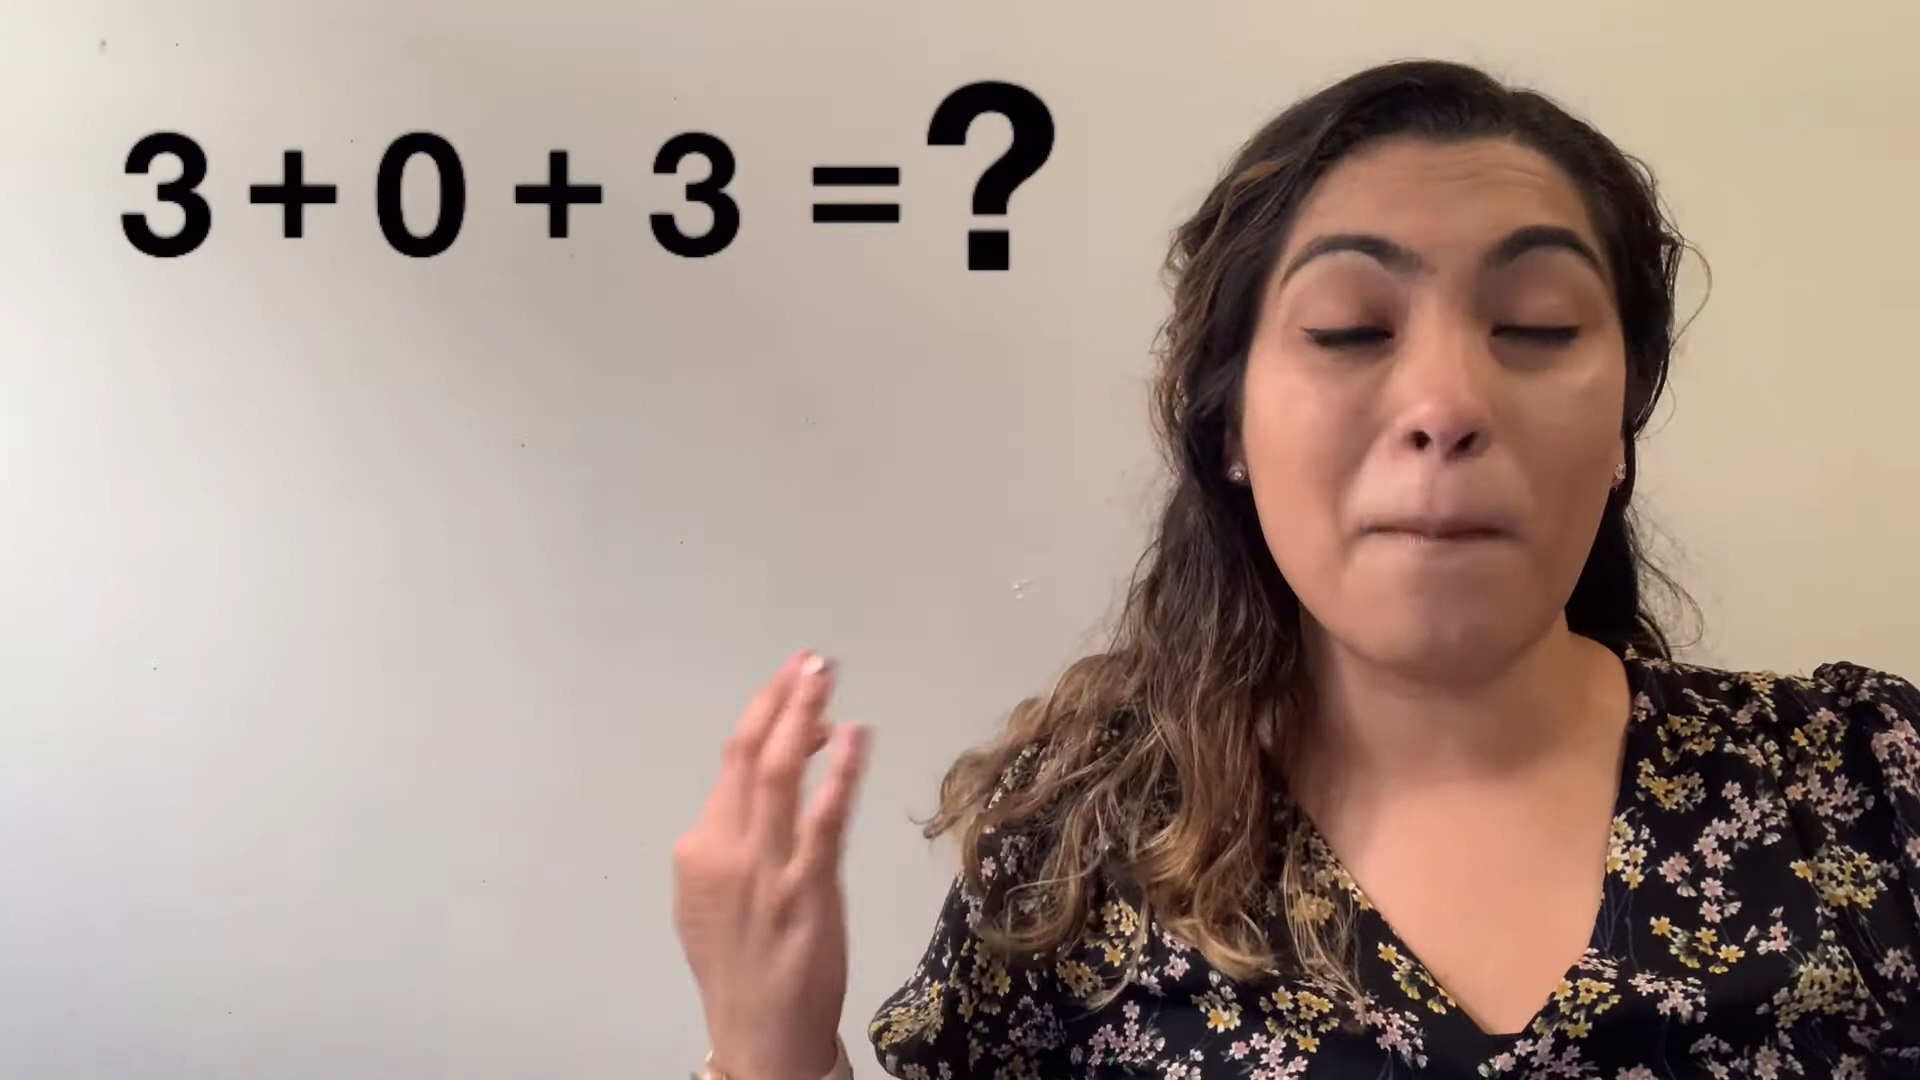 3 + 0 + 3 = ?